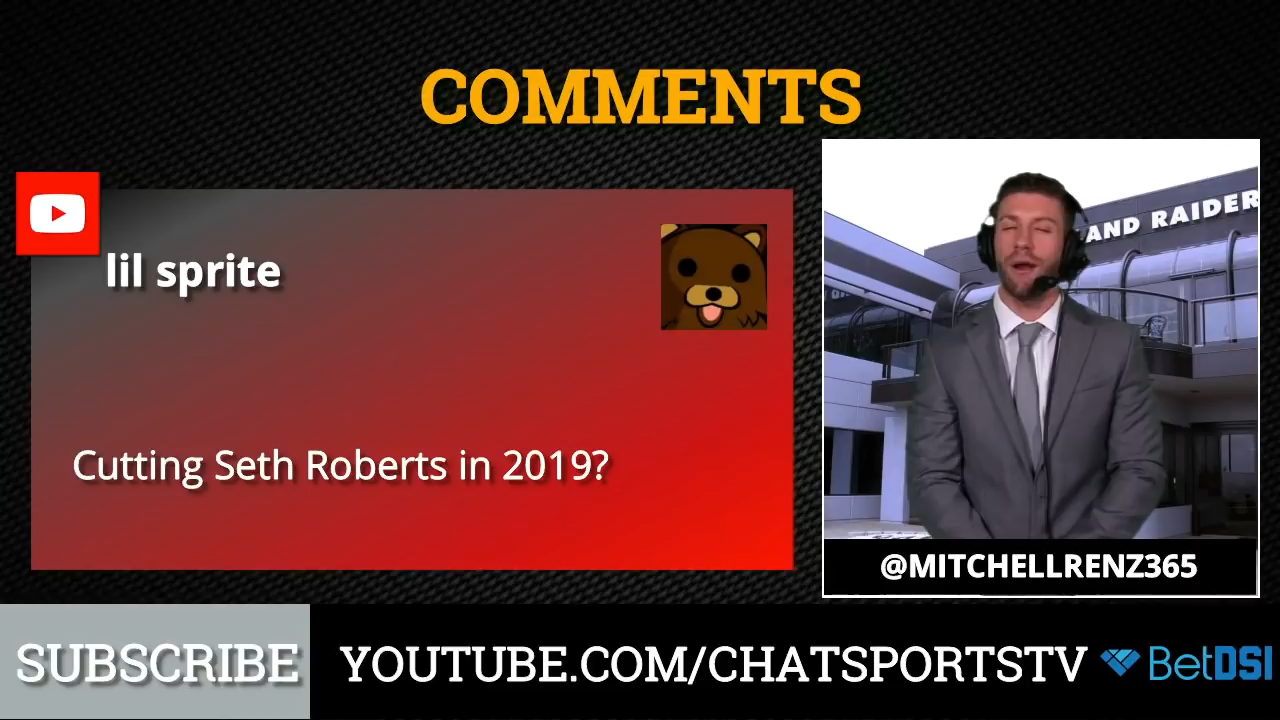 COMMENTS
lil sprite
Cutting Seth Roberts in 2019?
AND RAIDER
@MITCHELLRENZ365
SUBSCRIBE
YOUTUBE.COM/CHATSPORTSTV
BetDSI